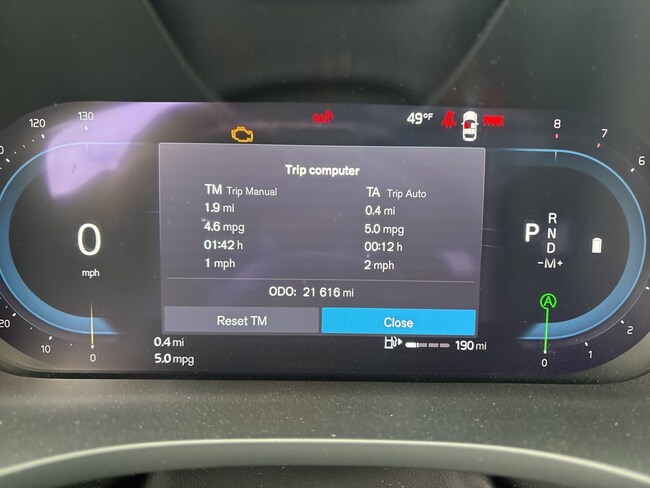 120 130
49°F
8
7
6
Trip computer
TM Trip Manual TA Trip Auto
1.9 mi 0.4 mi
4.6 mpg 5.0 mpg
01:42 h 00:12 h
1 mph 2 mph
0
mph
R
P N
D
-M+
A
ODO: 21 616 mi
Reset TM Close
0.4 mi 190 mi
5.0 mpg
20
10
0
0
1
2